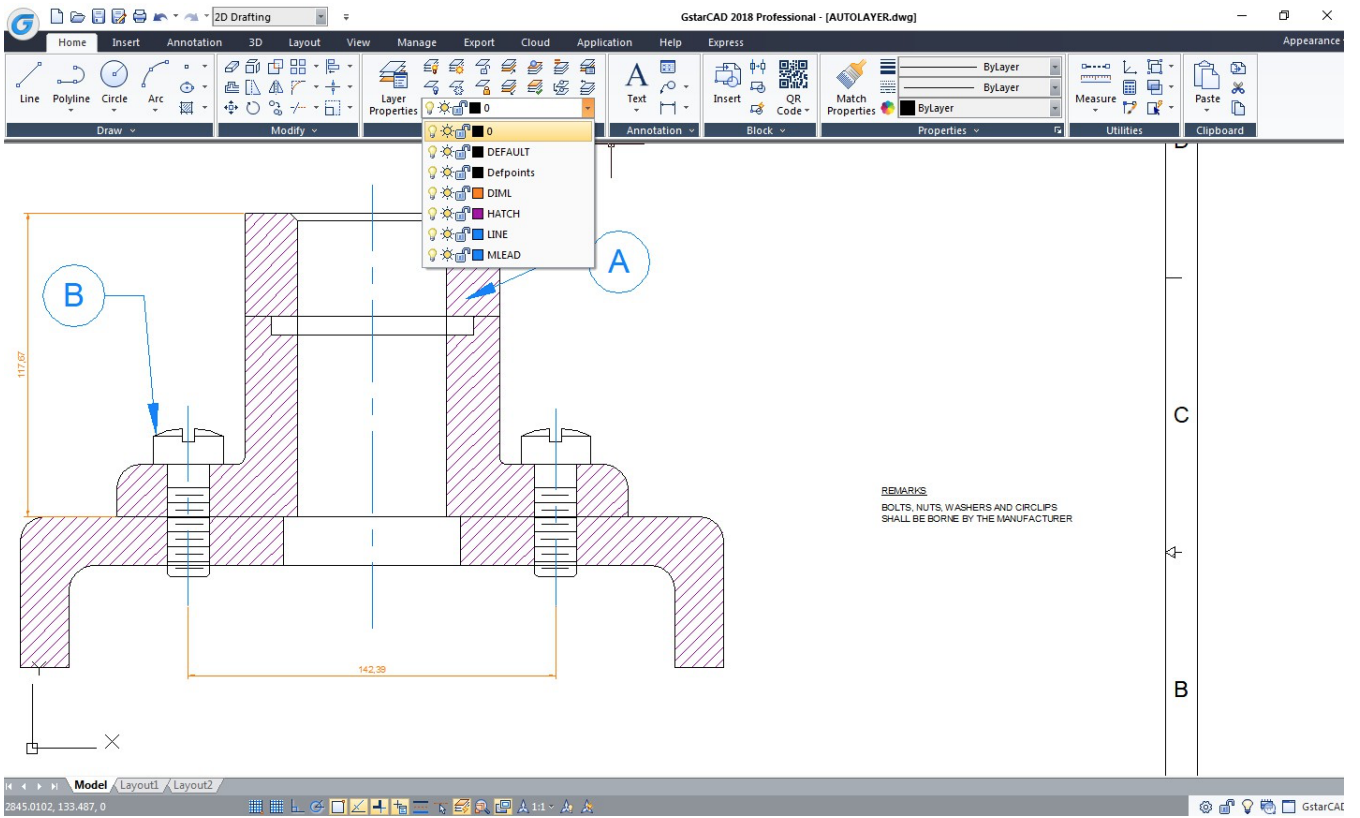 2D Drafting
GstarCAD 2018 Professional - [AUTOLAYER.dwg]
Home Insert Annotation 3D Layout View Manage Export Cloud Application Help Express Appearance
Line Polyline Circle Arc
Draw
Modify
Layer Properties
0
Text
Annotation
Insert
QR Code
Block
Match Properties
ByLayer
ByLayer
ByLayer
Properties
Measure
Utilities
Paste
Clipboard
0
DEFAULT
Defpoints
DIML
HATCH
LINE
MLEAD
D
A
B
117,67
C
REMARKS
BOLTS, NUTS, WASHERS AND CIRCLIPS
SHALL BE BORNE BY THE MANUFACTURER
142,39
B
Y
X
Model Layout1 Layout2
2845.0102, 133.487, 0
1:1
GstarCAD